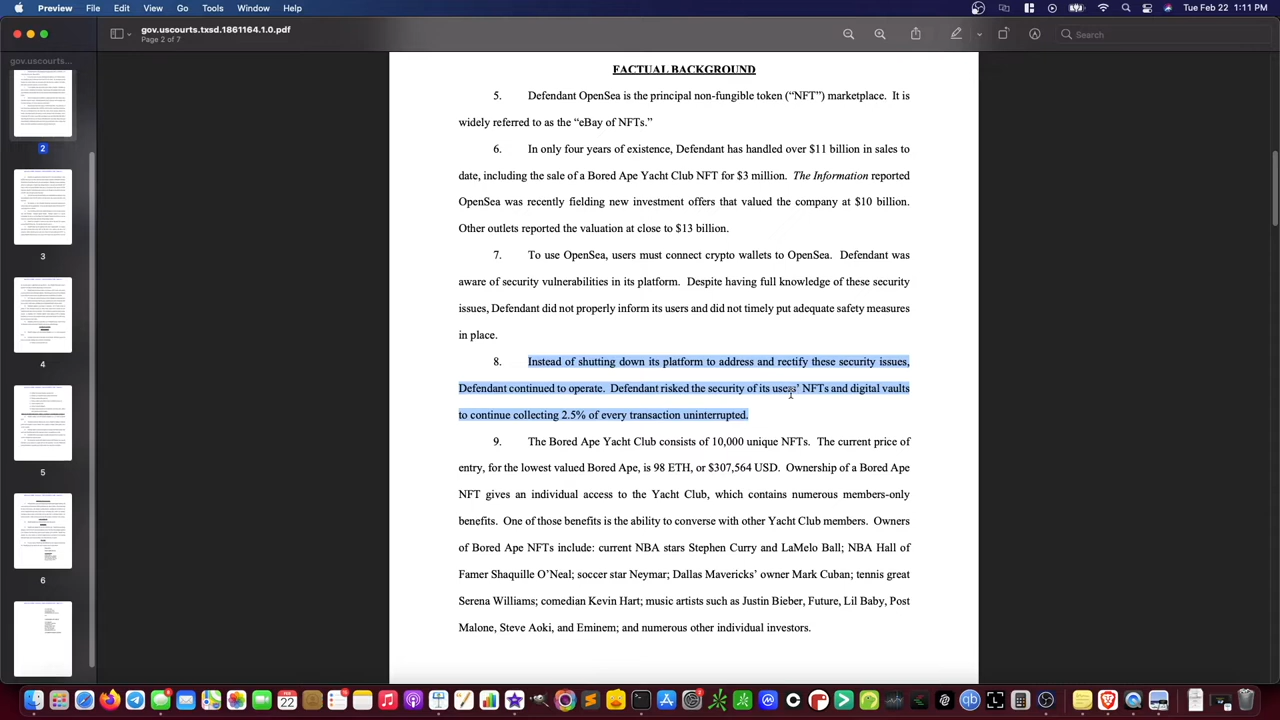 Preview File Edit View Go Tools Window Help Tue Feb 22 1:11 PM
gov.uscourts.txsd.1861164.1.0.pdf
Page 2 of 7
Search
gov.uscourts...
2
3
4
5
6
FACTUAL BACKGROUND
5. Defendant OpenSea is the principal non-fungible token (“NFT”) marketplace. It is
widely referred to as the “eBay of NFTs.”
6. In only four years of existence, Defendant has handled over $11 billion in sales to
including the sale of a Bored Ape Yacht Club NFT for $3 million. The Information reported
OpenSea was recently fielding new investment offers that valued the company at $10 billion.
Other outlets reported the valuation at close to $13 billion.
7. To use OpenSea, users must connect crypto wallets to OpenSea. Defendant was
aware of security vulnerabilities in its platform. Despite having full knowledge of these security
issues, Defendant did not properly inform its users and did not timely put adequate safety measures
in place.
8. Instead of shutting down its platform to address and rectify these security issues,
Defendant continued to operate. Defendant risked the security of its users’ NFTs and digital vaults
to continue collecting 2.5% of every transaction uninterrupted.
9. The Bored Ape Yacht Club consists of 10,000 unique NFTs. The current price of
entry, for the lowest valued Bored Ape, is 98 ETH, or $307,564 USD. Ownership of a Bored Ape
an individual access to the Yacht Club, which contains numerous members-only
One of these is the ability to converse with other Yacht Club members. Owners
of Bored Ape NFTs include: current NBA stars Stephen Curry and LaMelo Ball; NBA Hall of
Famer Shaquille O’Neal; soccer star Neymar; Dallas Mavericks’ owner Mark Cuban; tennis great
Serena Williams; comedian Kevin Hart; music artists such as Justin Bieber, Future, Lil Baby, Post
Malone, Steve Aoki, and Eminem; and numerous other individual investors.
FEB
22